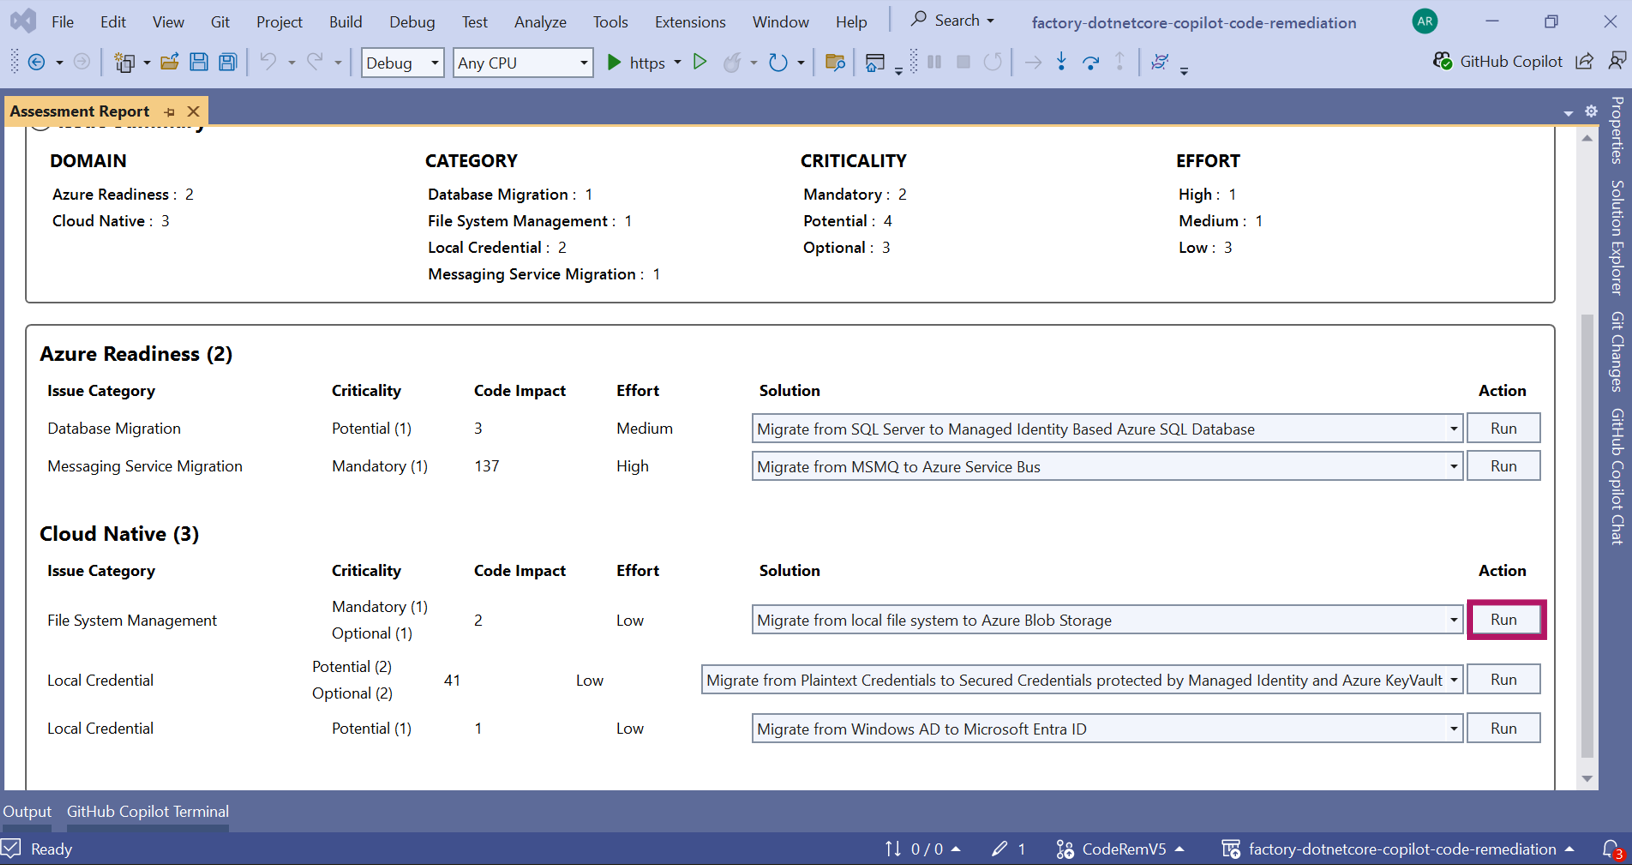 File Edit View Git Project Build Debug Test Analyze Tools Extensions Window Help Search factory-dotnetcore-copilot-code-remediation AR
Debug Any CPU https GitHub Copilot
Assessment Report
Issue Summary
DOMAIN CATEGORY CRITICALITY EFFORT
Azure Readiness : 2 Database Migration : 1 Mandatory : 2 High : 1
Cloud Native : 3 File System Management : 1 Potential : 4 Medium : 1
Local Credential : 2 Optional : 3 Low : 3
Messaging Service Migration : 1
Azure Readiness (2)
Issue Category Criticality Code Impact Effort Solution Action
Database Migration Potential (1) 3 Medium Migrate from SQL Server to Managed Identity Based Azure SQL Database Run
Messaging Service Migration Mandatory (1) 137 High Migrate from MSMQ to Azure Service Bus Run
Cloud Native (3)
Issue Category Criticality Code Impact Effort Solution Action
File System Management Mandatory (1) 2 Low Migrate from local file system to Azure Blob Storage Run
Optional (1)
Local Credential Potential (2) 41 Low Migrate from Plaintext Credentials to Secured Credentials protected by Managed Identity and Azure KeyVault Run
Optional (2)
Local Credential Potential (1) 1 Low Migrate from Windows AD to Microsoft Entra ID Run
Properties
Solution Explorer
Git Changes
GitHub Copilot Chat
Output GitHub Copilot Terminal
Ready 0 / 0 1 CodeRemV5 factory-dotnetcore-copilot-code-remediation 3